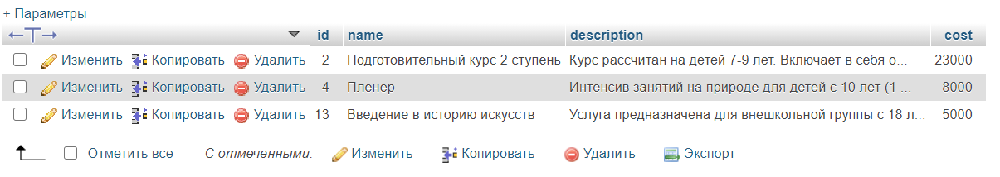 + Параметры
id name description cost
Изменить Копировать Удалить 2 Подготовительный курс 2 ступень Курс рассчитан на детей 7-9 лет. Включает в себя о... 23000
Изменить Копировать Удалить 4 Пленер Интенсив занятий на природе для детей с 10 лет (1 ... 8000
Изменить Копировать Удалить 13 Введение в историю искусств Услуга предназначена для внешкольной группы с 18 л... 5000
Отметить все С отмеченными: Изменить Копировать Удалить Экспорт